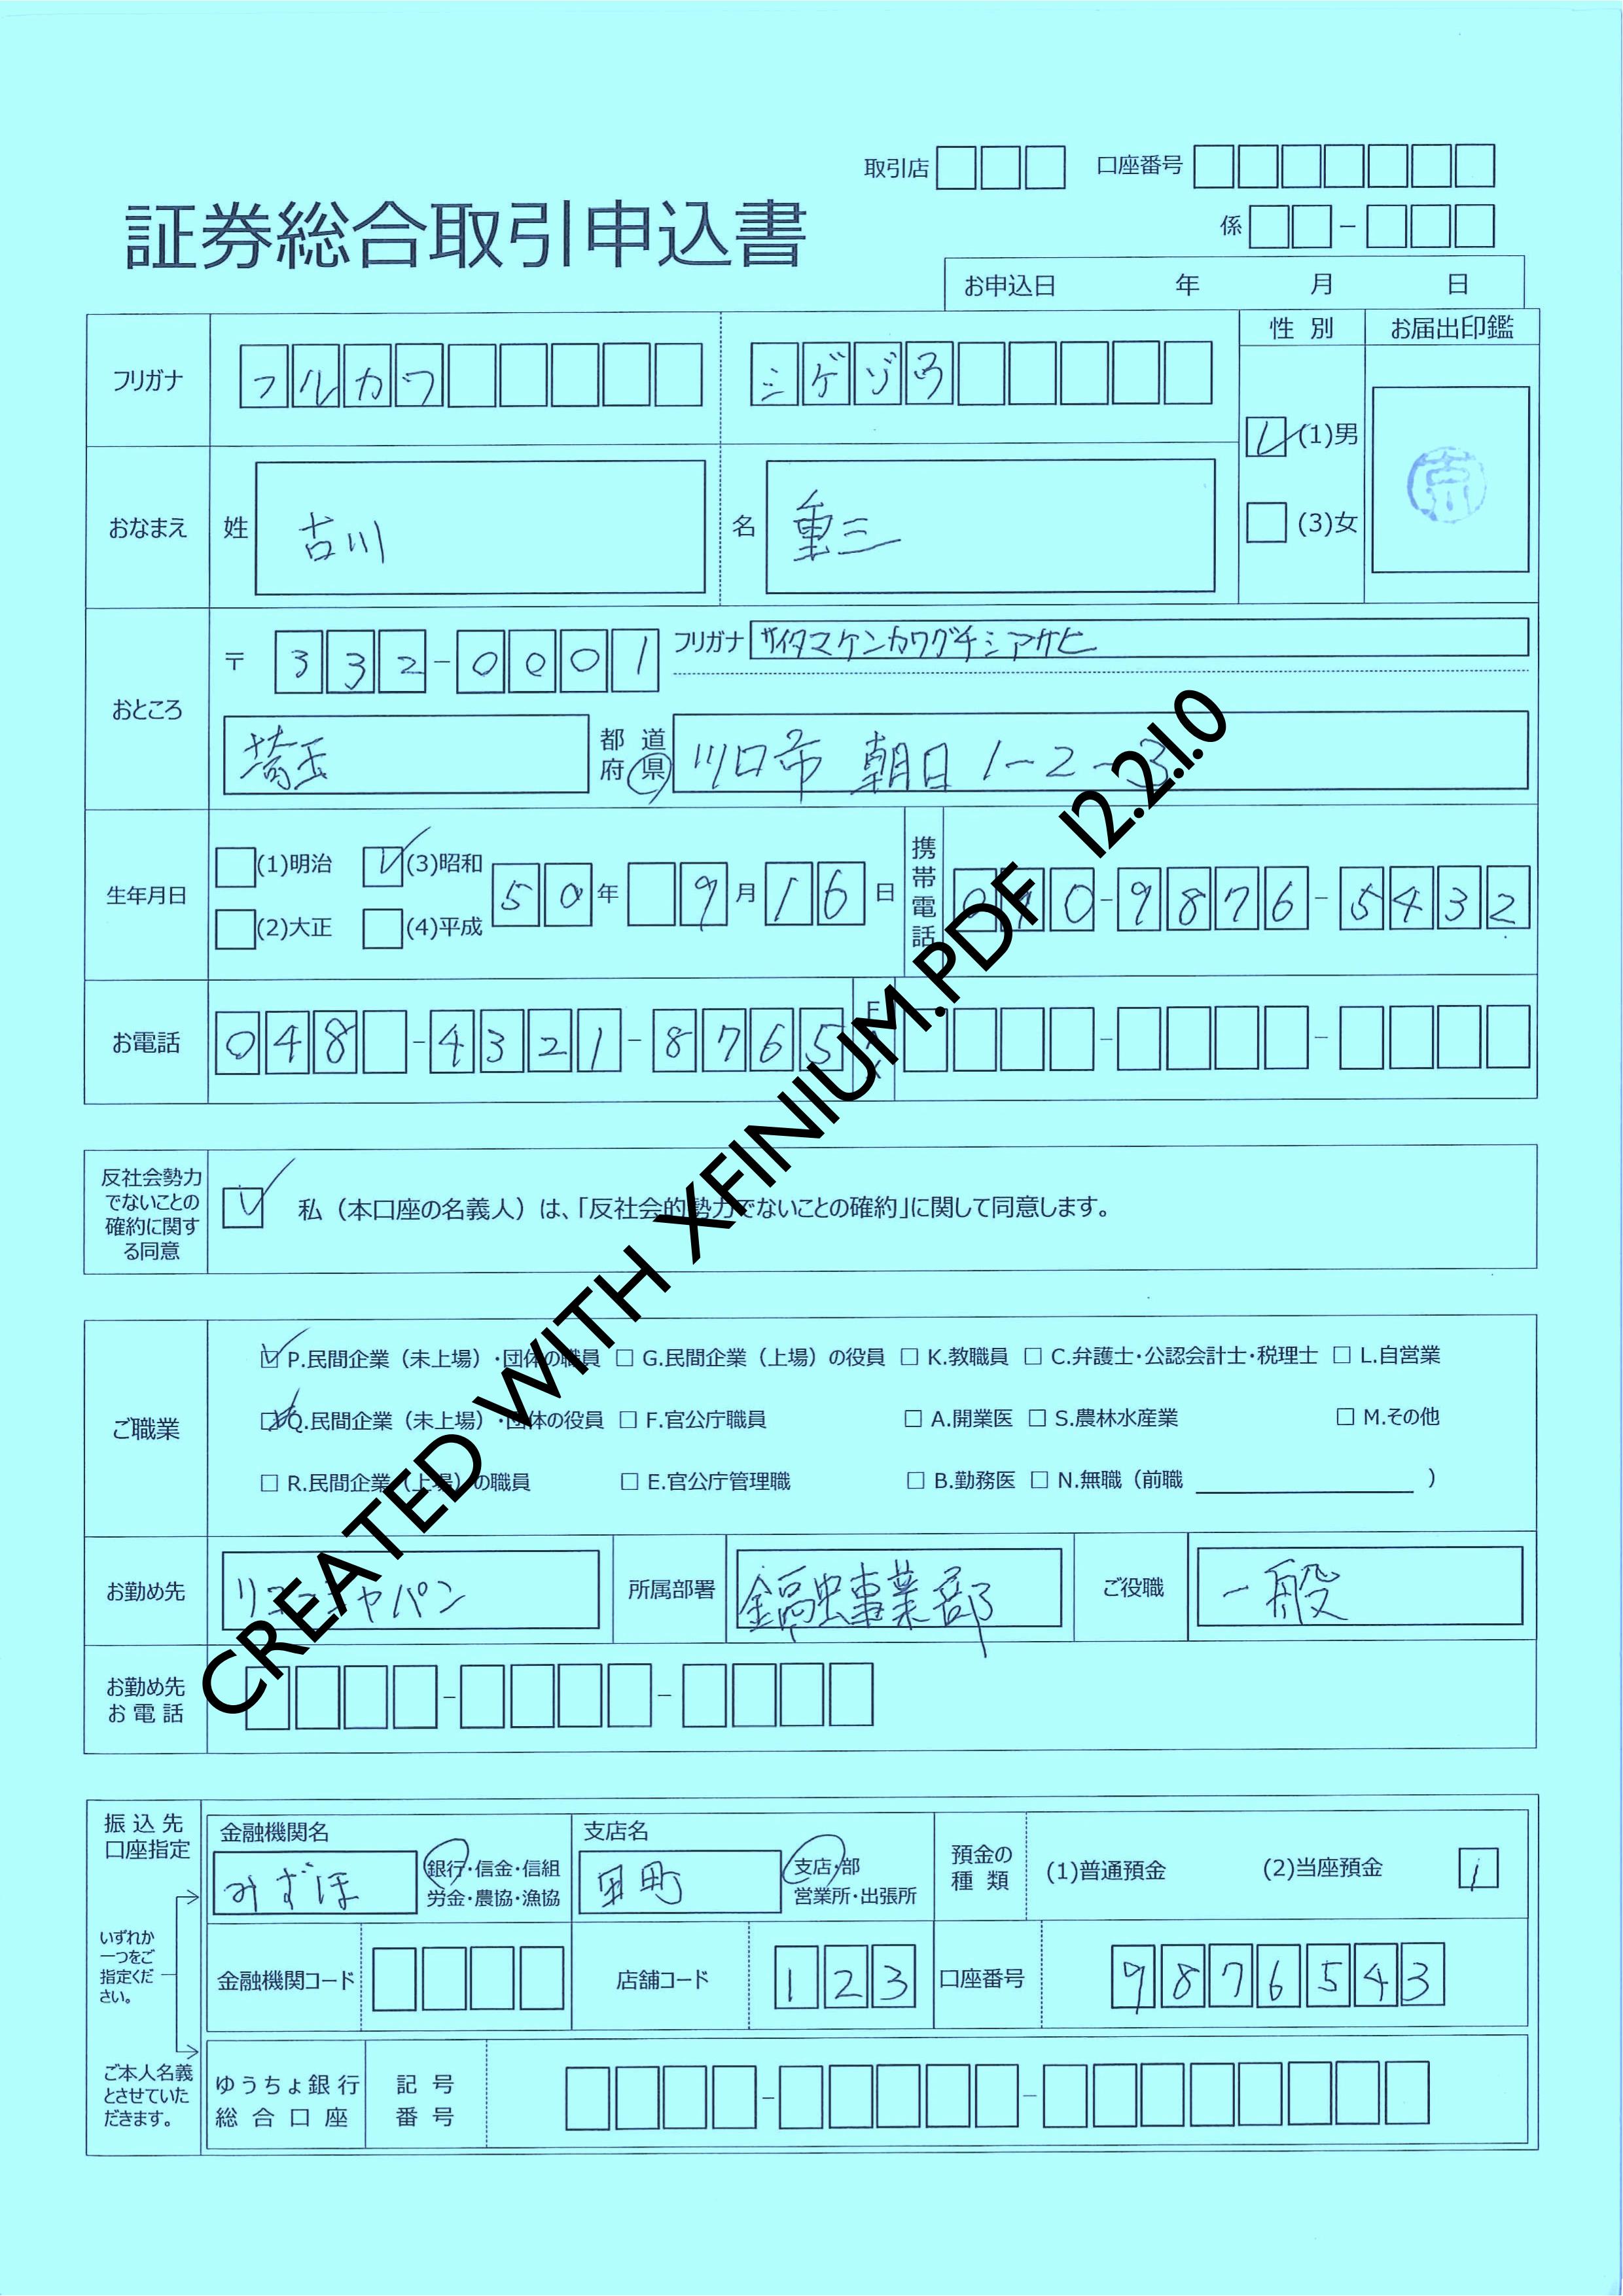 取引店 口座番号
証券総合取引申込書
係 -
お申込日 年 月 日
フリガナ フルカワ シゲゾウ 性別 お届出印鑑
おなまえ 姓 古川 名 重三 (1)男 (3)女
おところ 〒 332-0001 フリガナ サイタマケンカワグチシアサヒ
埼玉 都道府県 川口市 朝日 1-2-3
生年月日 (1)明治 (3)昭和 (2)大正 (4)平成 50年 9月16日 携帯電話 090-9876-5432
お電話 048-4321-8765 FAX - -
反社会勢力でないことの確約に関する同意 私（本口座の名義人）は、「反社会的勢力でないことの確約」に関して同意します。
ご職業
P.民間企業（未上場）・団体の職員 G.民間企業（上場）の役員 K.教職員 C.弁護士・公認会計士・税理士 L.自営業
Q.民間企業（未上場）・団体の役員 F.官公庁職員 A.開業医 S.農林水産業 M.その他
R.民間企業（上場）の職員 E.官公庁管理職 B.勤務医 N.無職（前職 ）
お勤め先 リコージャパン 所属部署 金融事業部 ご役職 一般
お勤め先お電話 - -
振込先口座指定
金融機関名 みずほ 銀行・信金・信組 労金・農協・漁協
支店名 町 支店・部 営業所・出張所
預金の種類 (1)普通預金 (2)当座預金 1
いずれか一つをご指定ください。
金融機関コード 店舗コード 123 口座番号 9876543
ご本人名義とさせていただきます。
ゆうちょ銀行総合口座 記号番号 - -
CREATED WITH XFINIUM.PDF 12.2.1.0